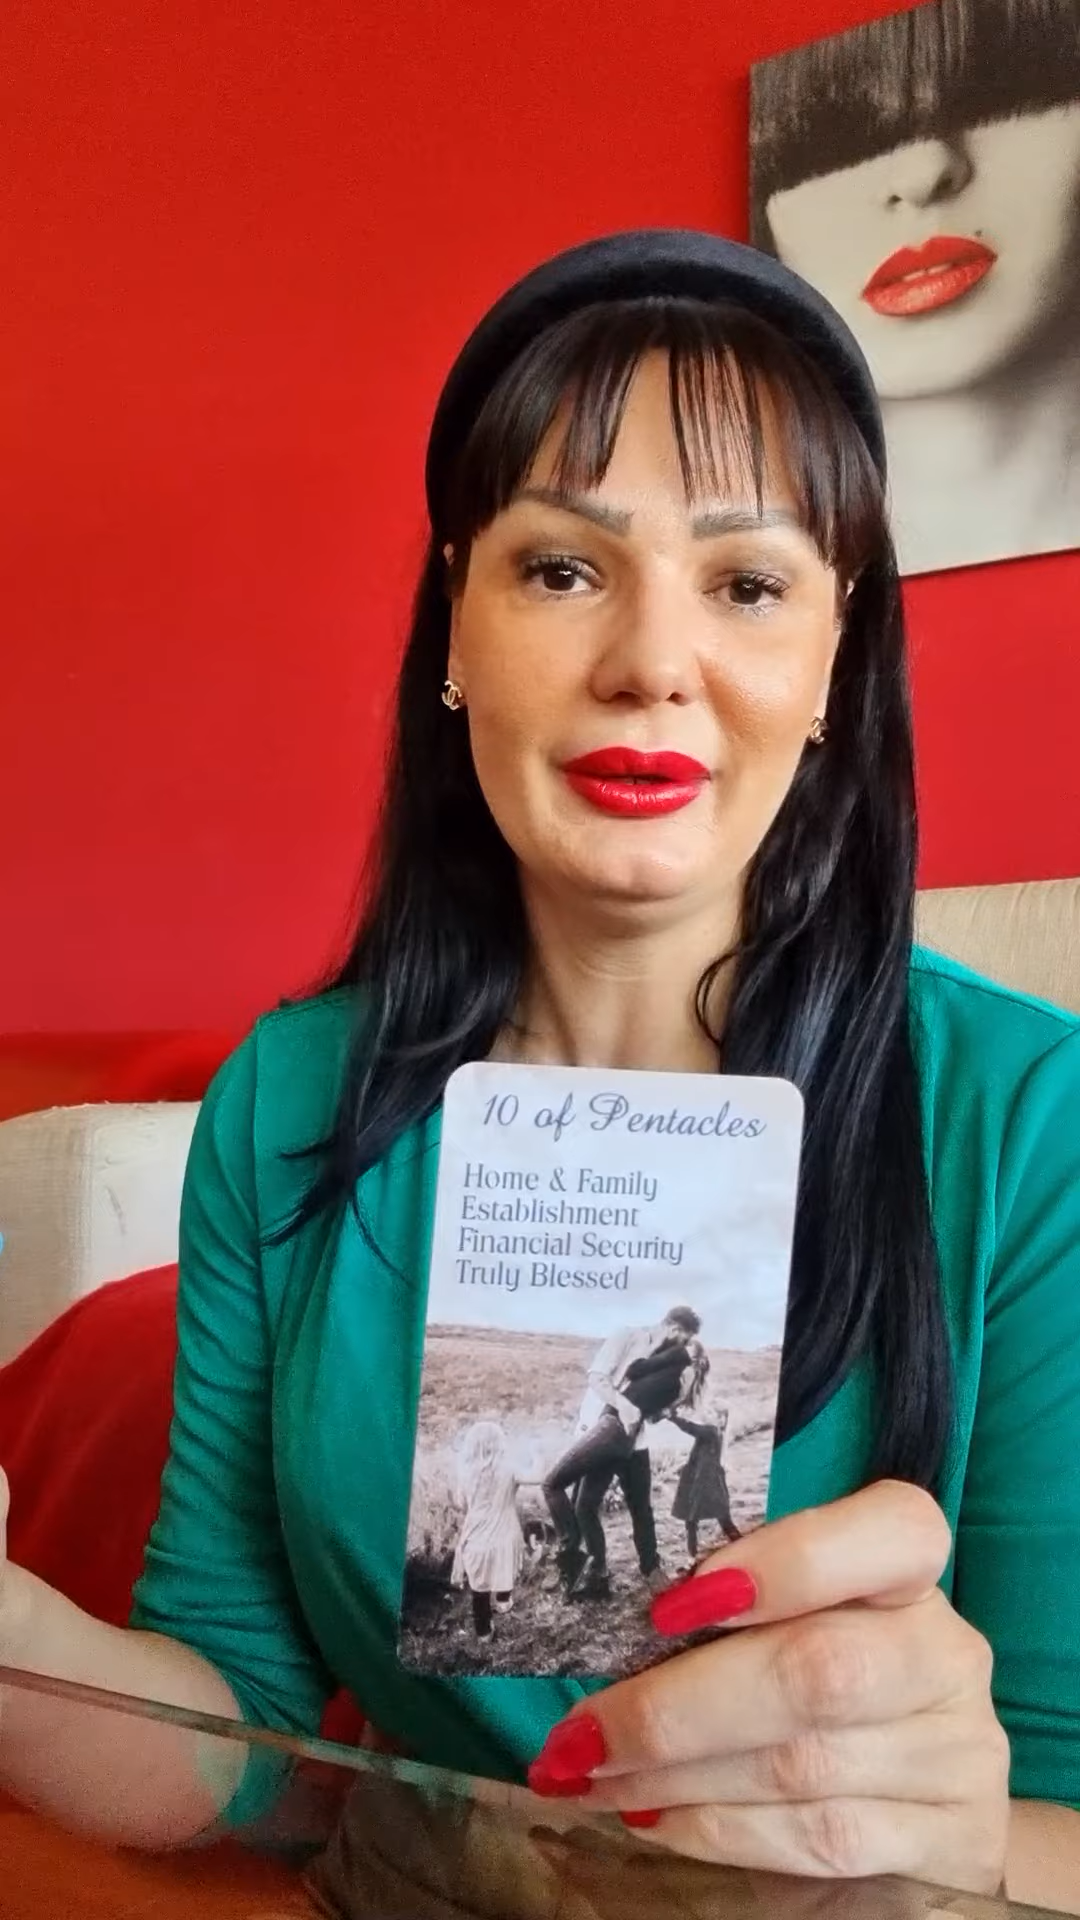 10 of Pentacles
Home & Family
Establishment
Financial Security
Truly Blessed